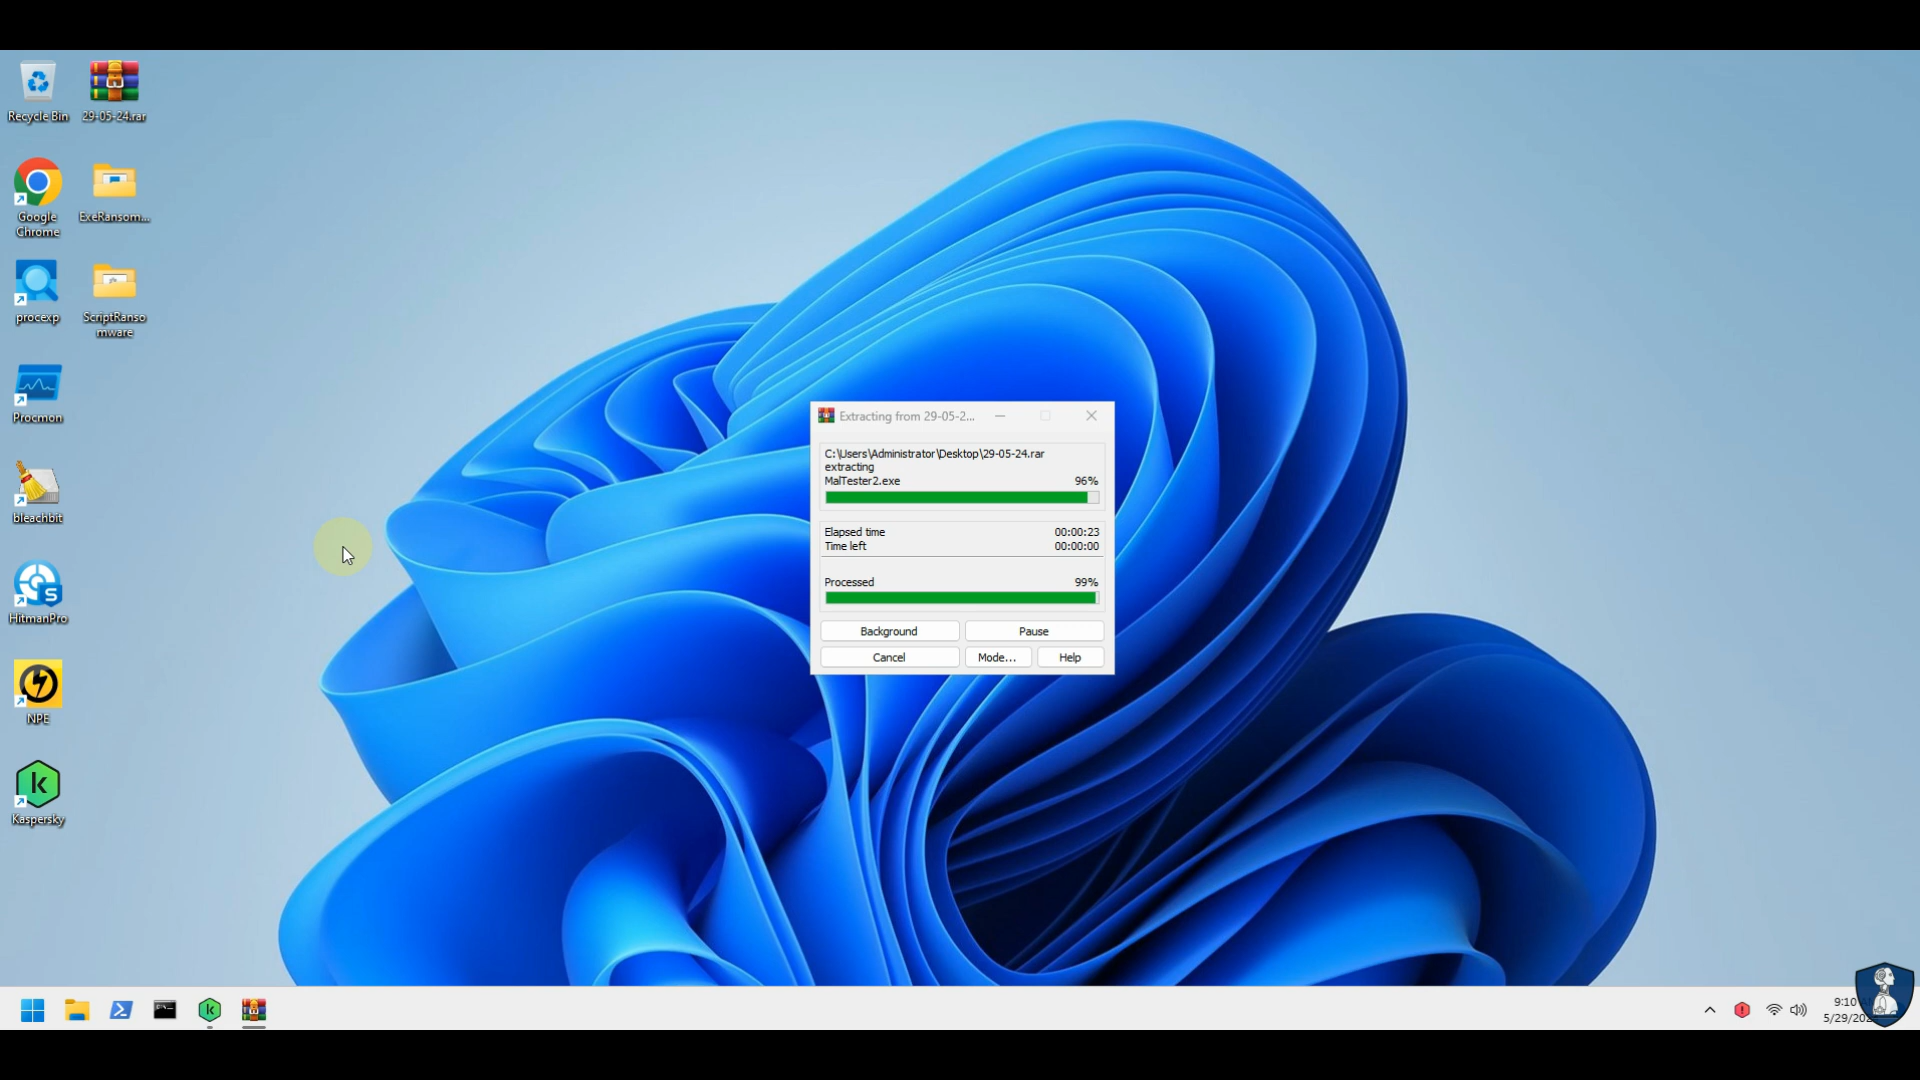 Recycle Bin
29-05-24.rar
Google
Chrome
ExeRansom...
procexp
ScriptRanso
mware
Procmon
bleachbit
HitmanPro
NPE
Kaspersky
Extracting from 29-05-2...
C:\Users\Administrator\Desktop\29-05-24.rar
extracting
MalTester2.exe 96%
Elapsed time 00:00:23
Time left 00:00:00
Processed 99%
Background Pause
Cancel Mode... Help
9:10
5/29/202